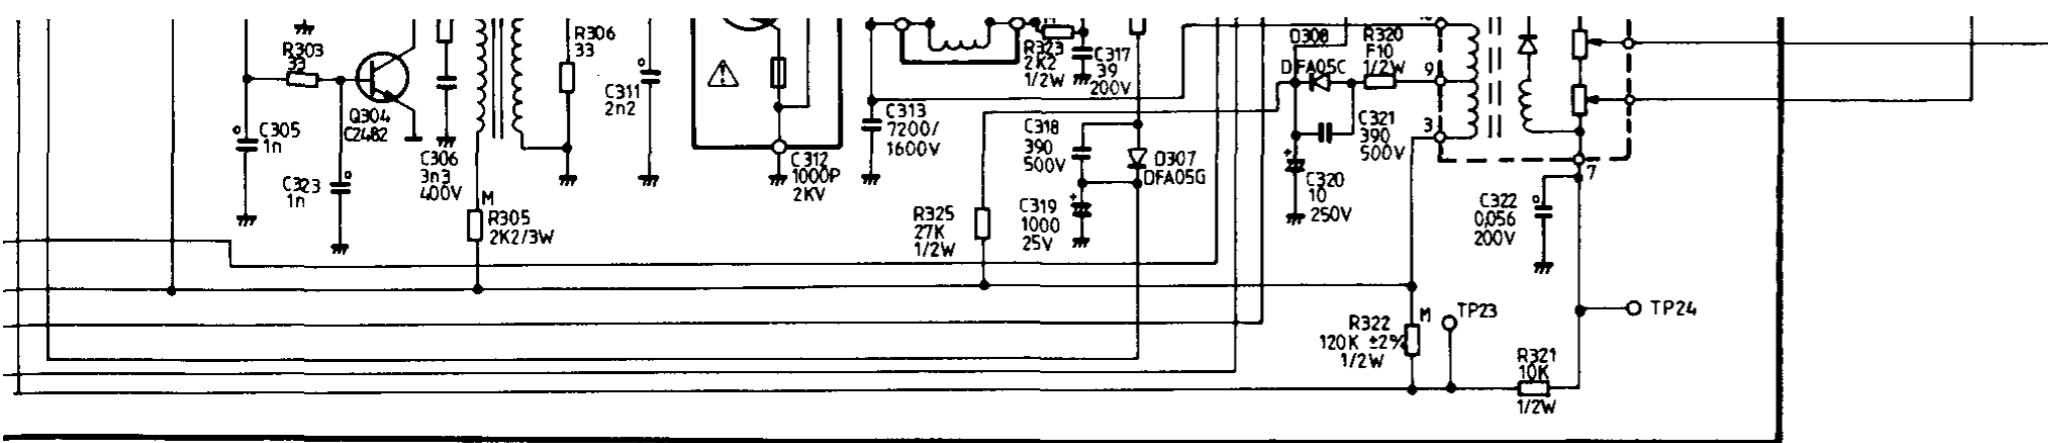 R303
33
Q304
C2482
C305
1n
C323
1n
C306
3n3
400V
M
R305
2K2/3W
R306
33
C311
2n2
C312
1000P
2KV
C313
7200/
1600V
R323
2K2
1/2W
C317
39
200V
C318
390
500V
D307
DFA05G
C319
1000
25V
R325
27K
1/2W
D308
DFA05C
R320
F10
1/2W
9
3
C321
390
500V
C320
10
250V
7
C322
0,056
200V
R322
120K ±2%
1/2W
M
TP23
TP24
R321
10K
1/2W